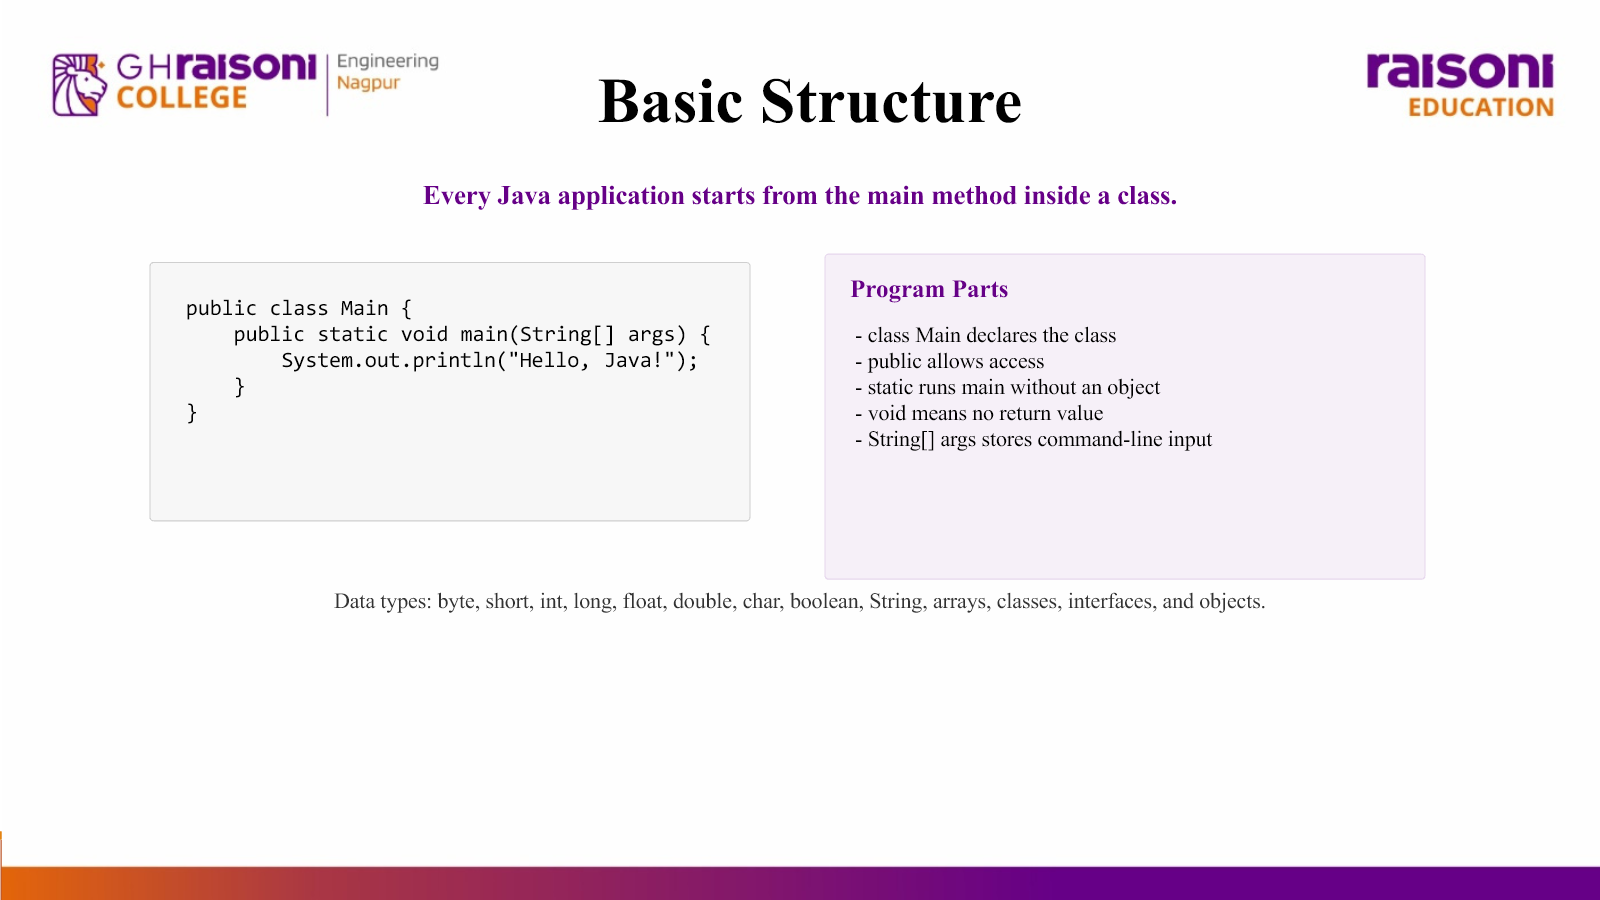 GHraisoni
COLLEGE
Engineering
Nagpur
Basic Structure
raisoni
EDUCATION
Every Java application starts from the main method inside a class.
public class Main {
    public static void main(String[] args) {
        System.out.println("Hello, Java!");
    }
}
Program Parts
- class Main declares the class
- public allows access
- static runs main without an object
- void means no return value
- String[] args stores command-line input
Data types: byte, short, int, long, float, double, char, boolean, String, arrays, classes, interfaces, and objects.